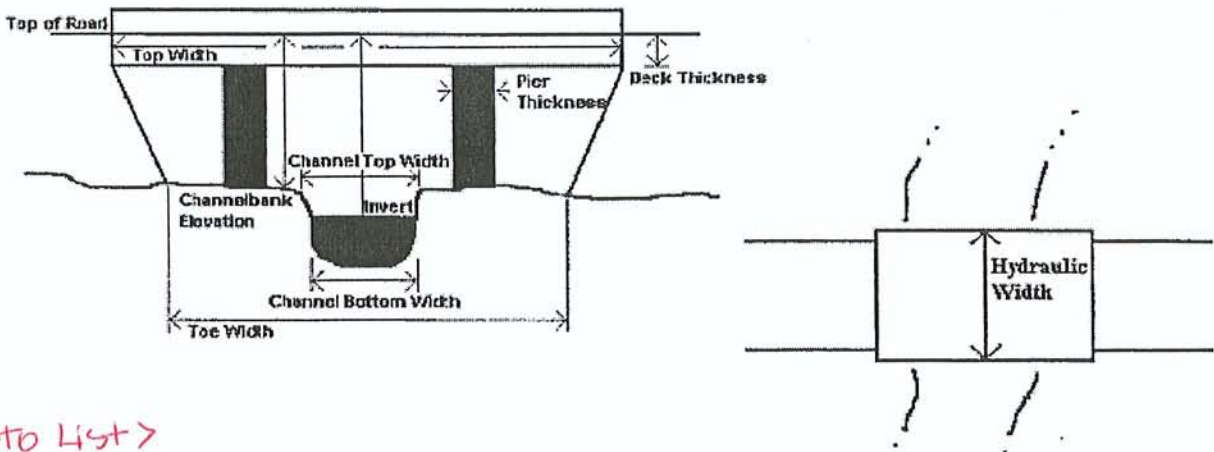 Top of Road
Top Width
Pier
Thickness
Deck Thickness
Channel Top Width
Channelbank
Elevation
Invert
Channel Bottom Width
Toe Width
Hydraulic
Width
to List>